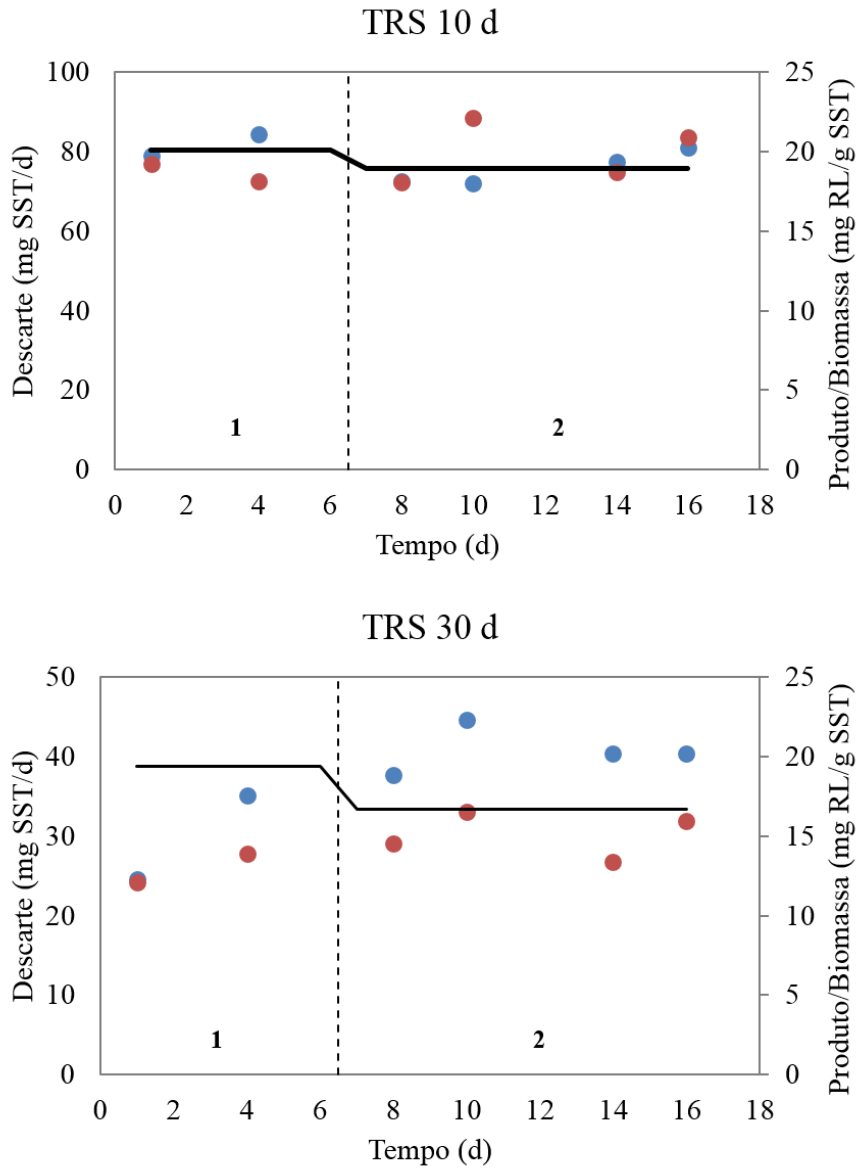 TRS 10 d
100
80
60
40
20
0
25
20
15
10
5
0
Descarte (mg SST/d)
Produto/Biomassa (mg RL/g SST)
1
2
0 2 4 6 8 10 12 14 16 18
Tempo (d)
TRS 30 d
50
40
30
20
10
0
25
20
15
10
5
0
Descarte (mg SST/d)
Produto/Biomassa (mg RL/g SST)
1
2
0 2 4 6 8 10 12 14 16 18
Tempo (d)